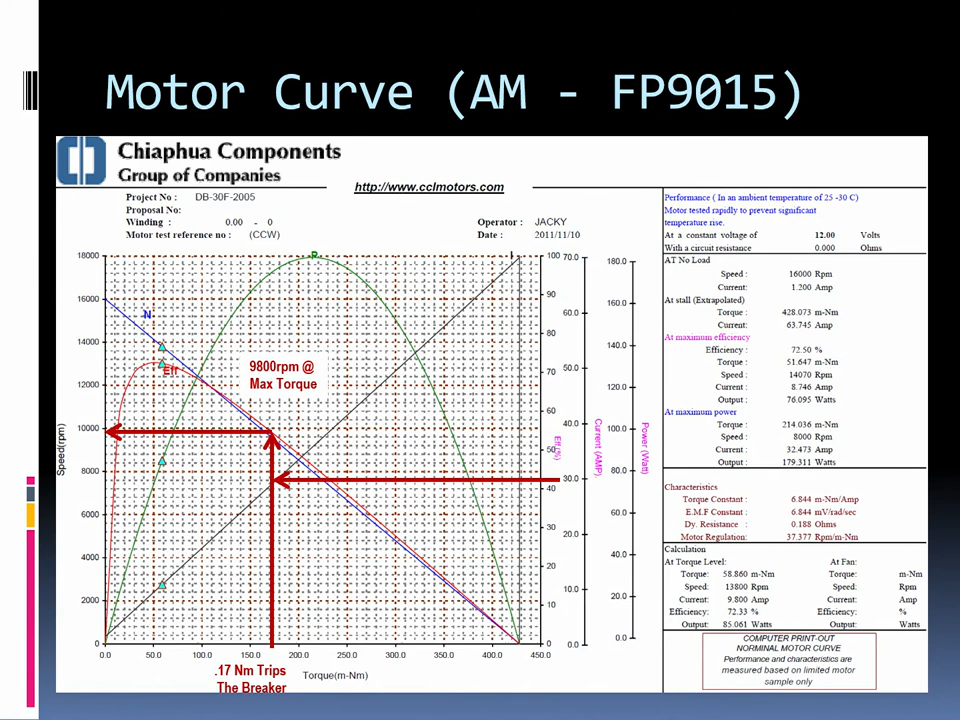 Motor Curve (AM - FP9015)
Chiaphua Components
Group of Companies
http://www.cclmotors.com
Project No : DB-30F-2005
Proposal No:
Winding : 0.00 - 0
Motor test reference no : (CCW)
Operator : JACKY
Date : 2011/11/10
Performance ( In an ambient temperature of 25 -30 C)
Motor tested rapidly to prevent significant
temperature rise.
At a constant voltage of 12.00 Volts
With a circuit resistance 0.000 Ohms
AT No Load
Speed : 16000 Rpm
Current: 1.200 Amp
At stall (Extrapolated)
Torque : 428.073 m-Nm
Current: 63.745 Amp
At maximum efficiency
Efficiency : 72.50 %
Torque : 51.647 m-Nm
Speed : 14070 Rpm
Current : 8.746 Amp
Output : 76.095 Watts
At maximum power
Torque : 214.036 m-Nm
Speed : 8000 Rpm
Current : 32.473 Amp
Output : 179.311 Watts
Characteristics
Torque Constant : 6.844 m-Nm/Amp
E.M.F Constant : 6.844 mV/rad/sec
Dy. Resistance : 0.188 Ohms
Motor Regulation: 37.377 Rpm/m-Nm
Calculation
At Torque Level: At Fan:
Torque: 58.860 m-Nm Torque: m-Nm
Speed: 13800 Rpm Speed: Rpm
Current: 9.800 Amp Current: Amp
Efficiency: 72.33 % Efficiency: %
Output: 85.061 Watts Output: Watts
COMPUTER PRINT-OUT
NORMINAL MOTOR CURVE
Performance and characteristics are
measured based on limited motor
sample only
18000
16000
14000
12000
10000
8000
6000
4000
2000
0
Speed(rpm)
N
Eff
P
I
9800rpm @
Max Torque
100
90
80
70
60
50
40
30
20
10
0
Eff.(%)
70.0
60.0
50.0
40.0
30.0
20.0
10.0
0.0
Current (AMP)
180.0
160.0
140.0
120.0
100.0
80.0
60.0
40.0
20.0
0.0
Power (Watt)
0.0 50.0 100.0 150.0 200.0 250.0 300.0 350.0 400.0 450.0
Torque(m-Nm)
.17 Nm Trips
The Breaker